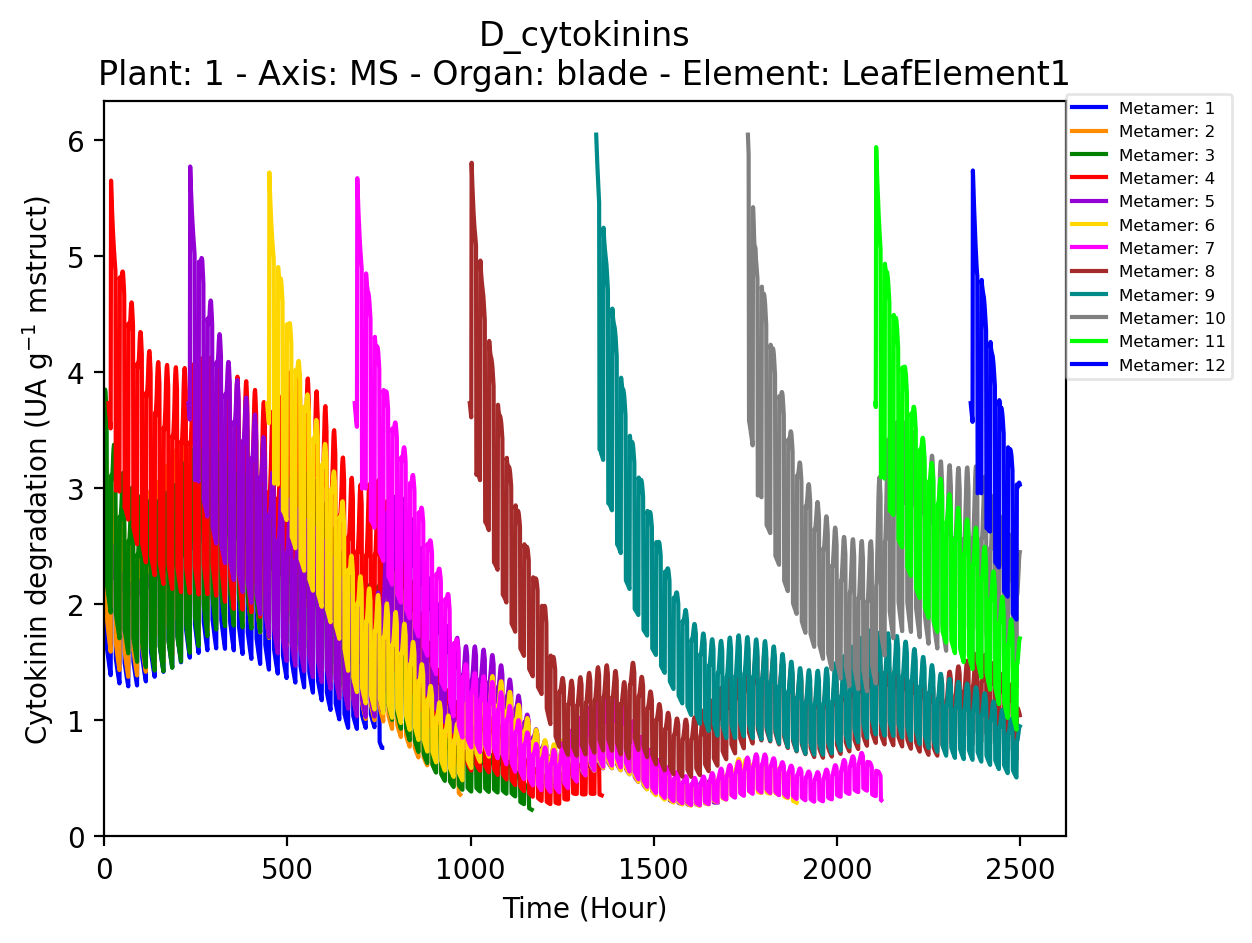 D_cytokinins
Plant: 1 - Axis: MS - Organ: blade - Element: LeafElement1
Cytokinin degradation (UA g⁻¹ mstruct)
6
5
4
3
2
1
0
0 500 1000 1500 2000 2500
Time (Hour)
Metamer: 1
Metamer: 2
Metamer: 3
Metamer: 4
Metamer: 5
Metamer: 6
Metamer: 7
Metamer: 8
Metamer: 9
Metamer: 10
Metamer: 11
Metamer: 12